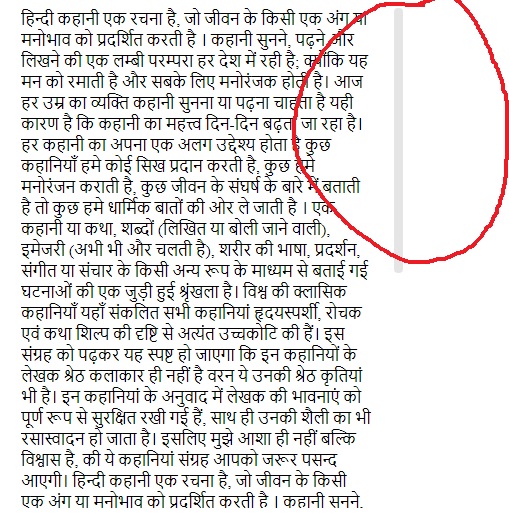 हिन्दी कहानी एक रचना है, जो जीवन के किसी एक अंग या
मनोभाव को प्रदर्शित करती है । कहानी सुनने, पढ़ने और
लिखने की एक लम्बी परम्परा हर देश में रही है; क्योंकि यह
मन को रमाती है और सबके लिए मनोरंजक होती है। आज
हर उम्र का व्यक्ति कहानी सुनना या पढ़ना चाहता है यही
कारण है कि कहानी का महत्त्व दिन-दिन बढ़ता जा रहा है।
हर कहानी का अपना एक अलग उद्देश्य होता है कुछ
कहानियाँ हमे कोई सिख प्रदान करती है, कुछ हमे
मनोरंजन कराती है, कुछ जीवन के संघर्ष के बारे में बताती
है तो कुछ हमे धार्मिक बातों की ओर ले जाती है । एक
कहानी या कथा, शब्दों (लिखित या बोली जाने वाली),
इमेजरी (अभी भी और चलती है), शरीर की भाषा, प्रदर्शन,
संगीत या संचार के किसी अन्य रूप के माध्यम से बताई गई
घटनाओं की एक जुड़ी हुई श्रृंखला है। विश्व की क्लासिक
कहानियाँ यहाँ संकलित सभी कहानियां हृदयस्पर्शी, रोचक
एवं कथा शिल्प की दृष्टि से अत्यंत उच्चकोटि की हैं। इस
संग्रह को पढ़कर यह स्पष्ट हो जाएगा कि इन कहानियों के
लेखक श्रेठ कलाकार ही नहीं है वरन ये उनकी श्रेठ कृतियां
भी है। इन कहानियां के अनुवाद में लेखक की भावनाएं को
पूर्ण रूप से सुरक्षित रखी गई हैं, साथ ही उनकी शैली का भी
रसास्वादन हो जाता है। इसलिए मुझे आशा ही नहीं बल्कि
विश्वास है, की ये कहानियां संग्रह आपको जरूर पसन्द
आएगी। हिन्दी कहानी एक रचना है, जो जीवन के किसी
एक अंग या मनोभाव को प्रदर्शित करती है । कहानी सुनने,